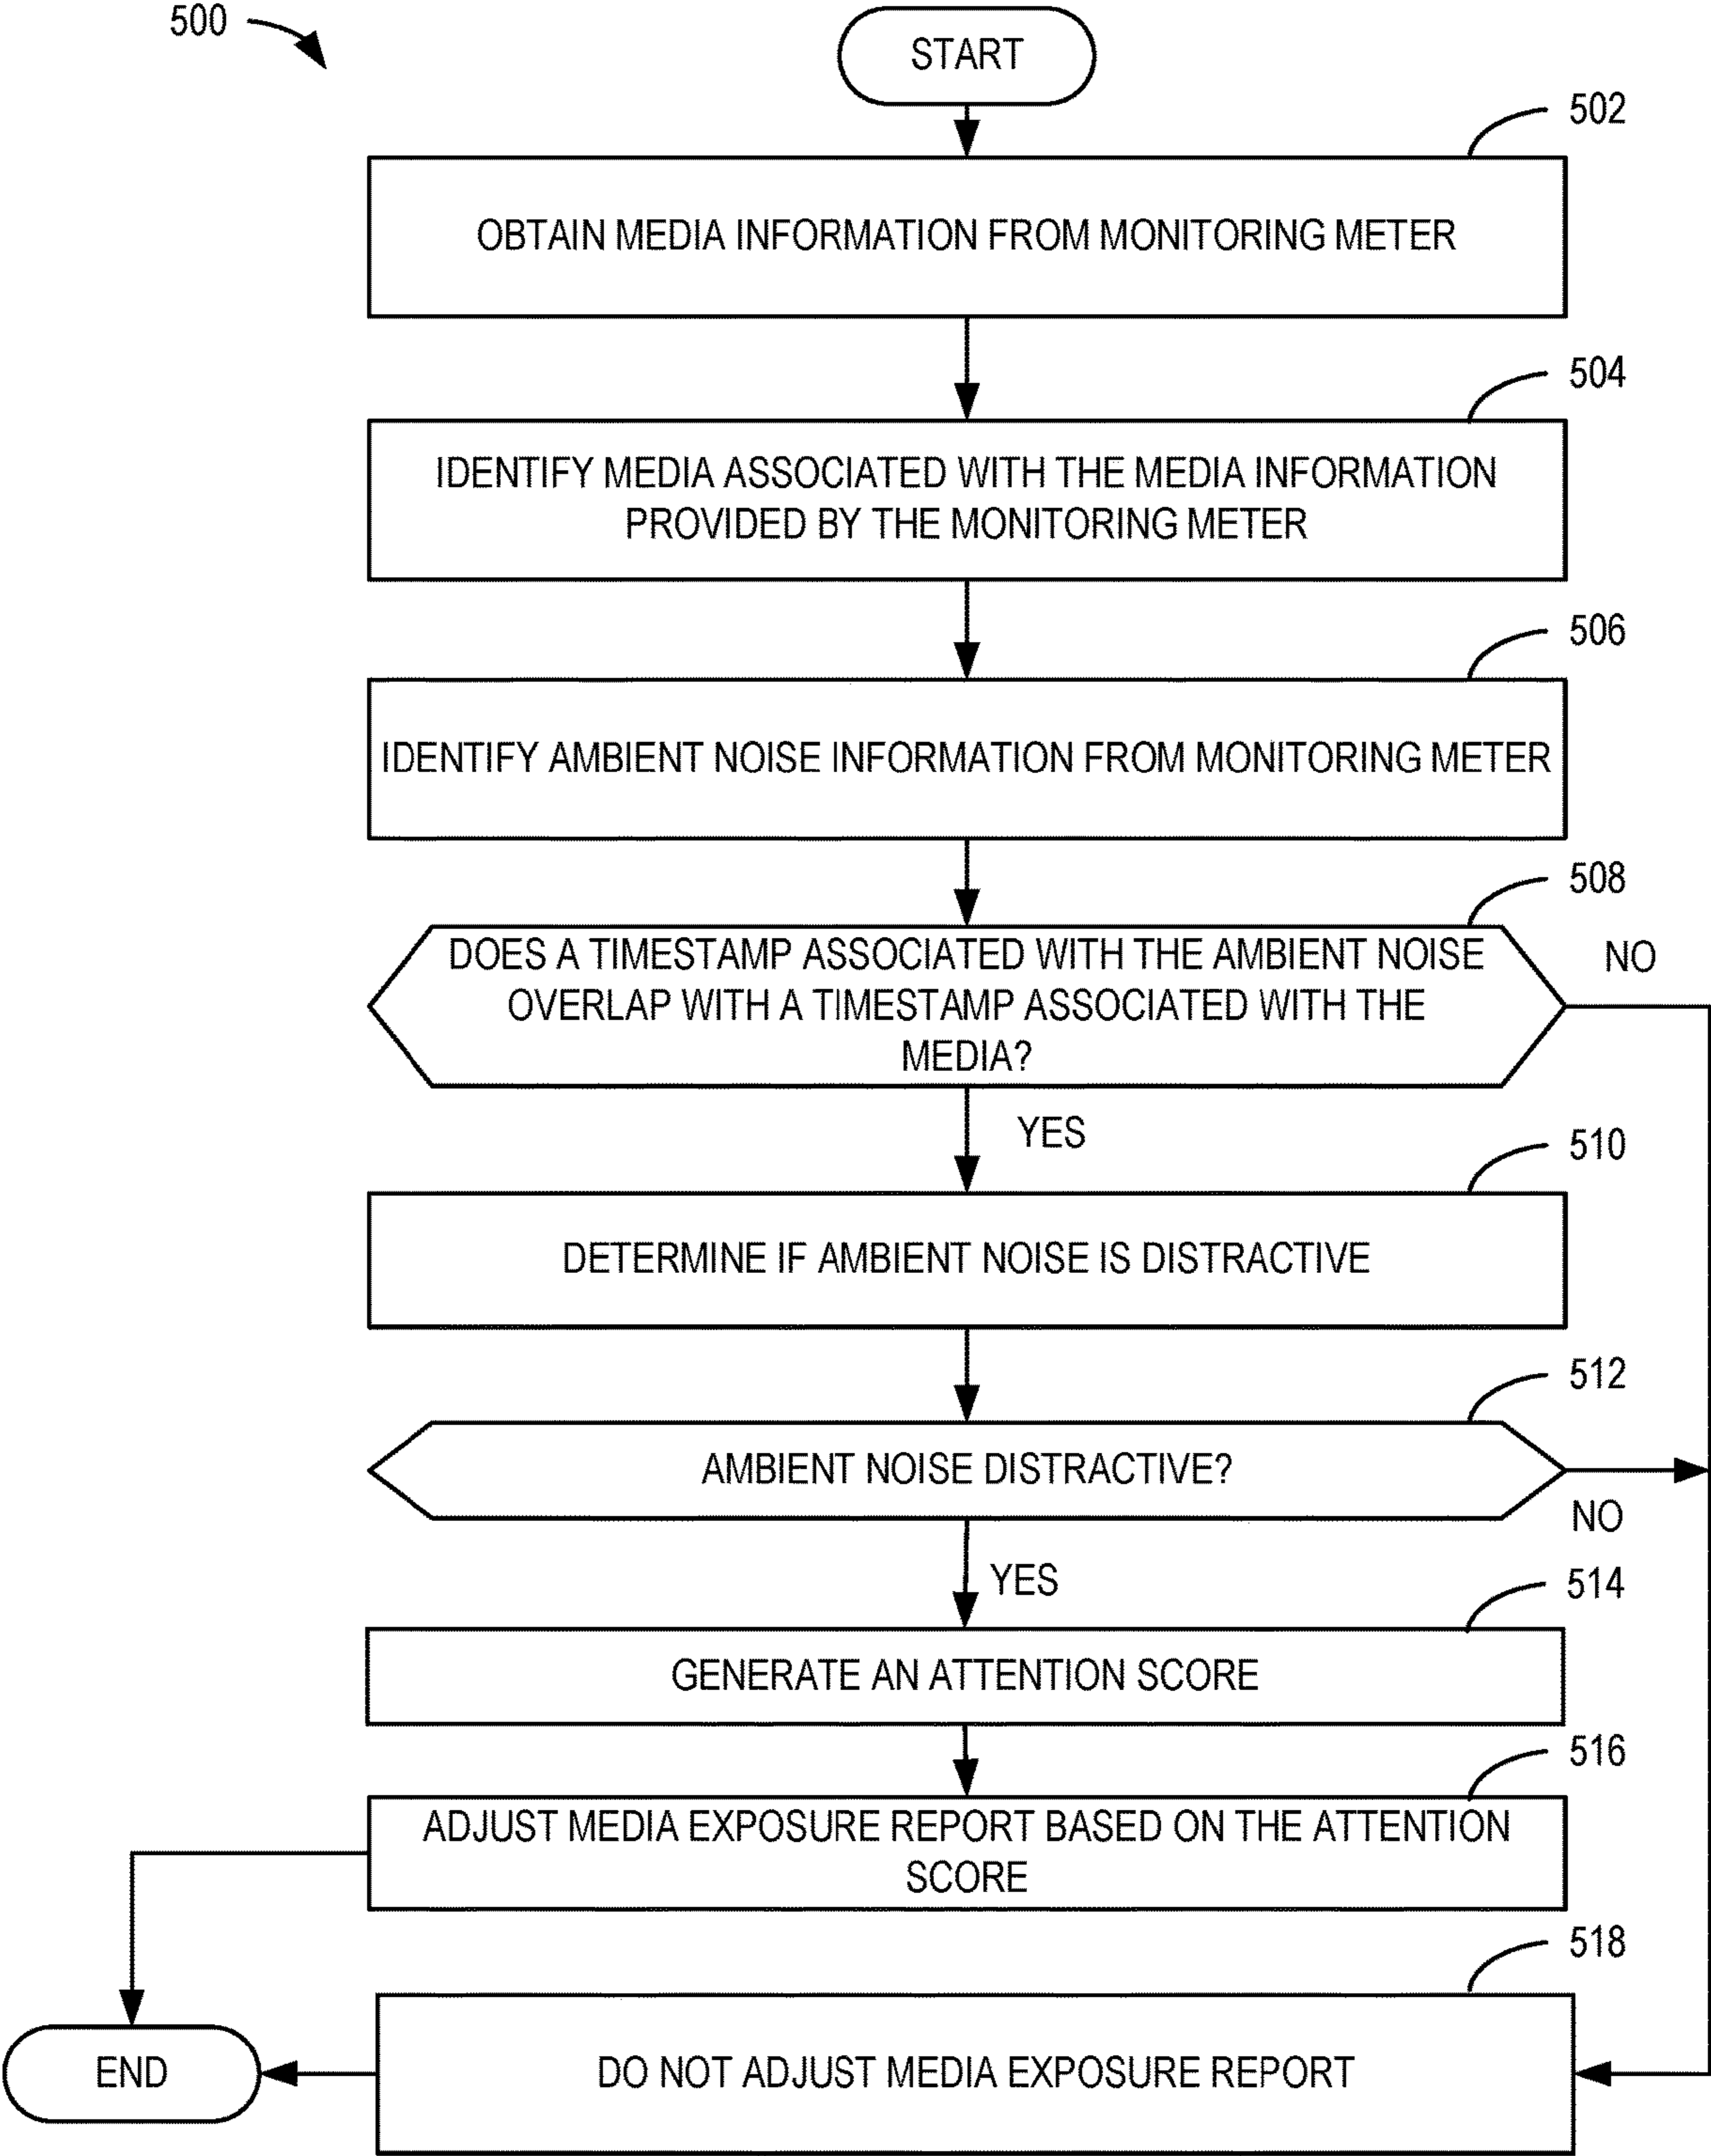 500
START
502
OBTAIN MEDIA INFORMATION FROM MONITORING METER
504
IDENTIFY MEDIA ASSOCIATED WITH THE MEDIA INFORMATION
PROVIDED BY THE MONITORING METER
506
IDENTIFY AMBIENT NOISE INFORMATION FROM MONITORING METER
508
DOES A TIMESTAMP ASSOCIATED WITH THE AMBIENT NOISE
OVERLAP WITH A TIMESTAMP ASSOCIATED WITH THE
MEDIA?
NO
YES
510
DETERMINE IF AMBIENT NOISE IS DISTRACTIVE
512
AMBIENT NOISE DISTRACTIVE?
NO
YES
514
GENERATE AN ATTENTION SCORE
516
ADJUST MEDIA EXPOSURE REPORT BASED ON THE ATTENTION
SCORE
518
DO NOT ADJUST MEDIA EXPOSURE REPORT
END